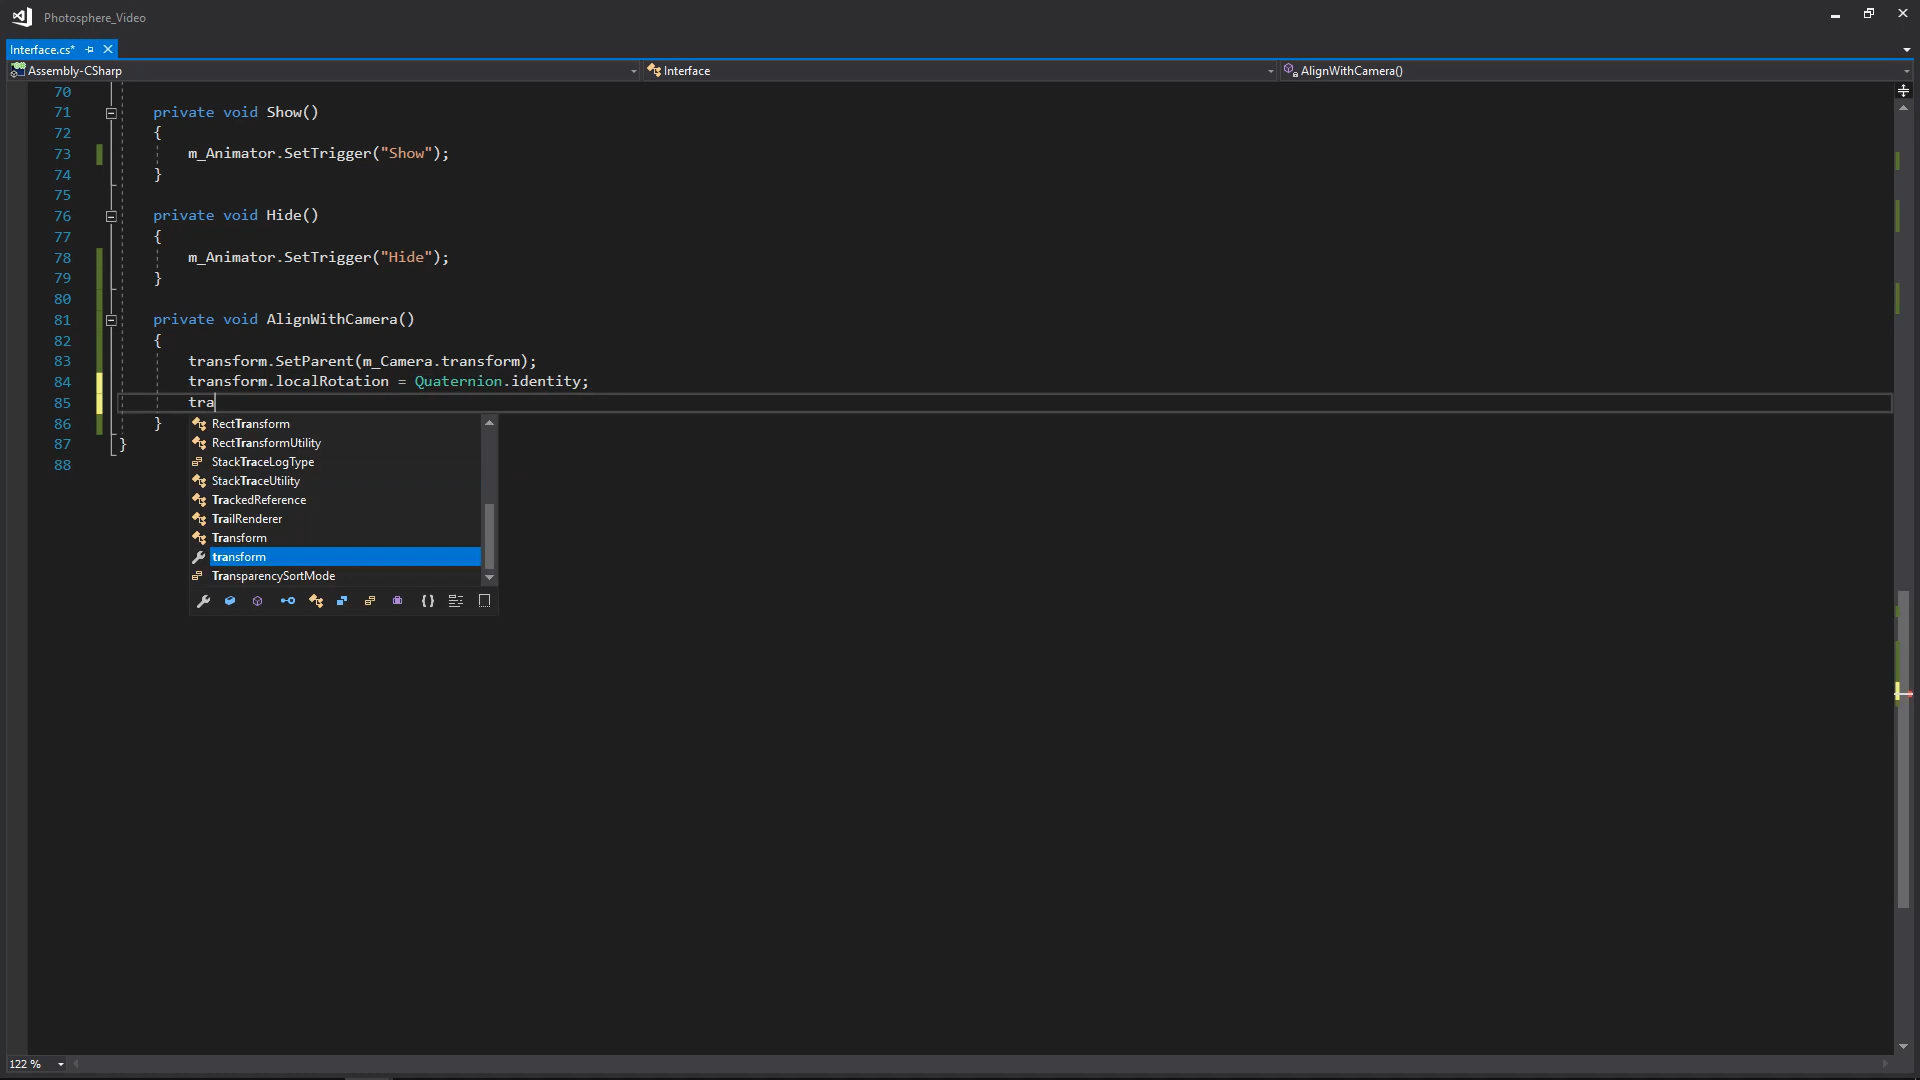 Photosphere_Video
Interface.cs*
Assembly-CSharp Interface AlignWithCamera()
70
71 private void Show()
72 {
73 m_Animator.SetTrigger("Show");
74 }
75
76 private void Hide()
77 {
78 m_Animator.SetTrigger("Hide");
79 }
80
81 private void AlignWithCamera()
82 {
83 transform.SetParent(m_Camera.transform);
84 transform.localRotation = Quaternion.identity;
85 tra
86 }
87 }
88
RectTransform
RectTransformUtility
StackTraceLogType
StackTraceUtility
TrackedReference
TrailRenderer
Transform
transform
TransparencySortMode
122 %